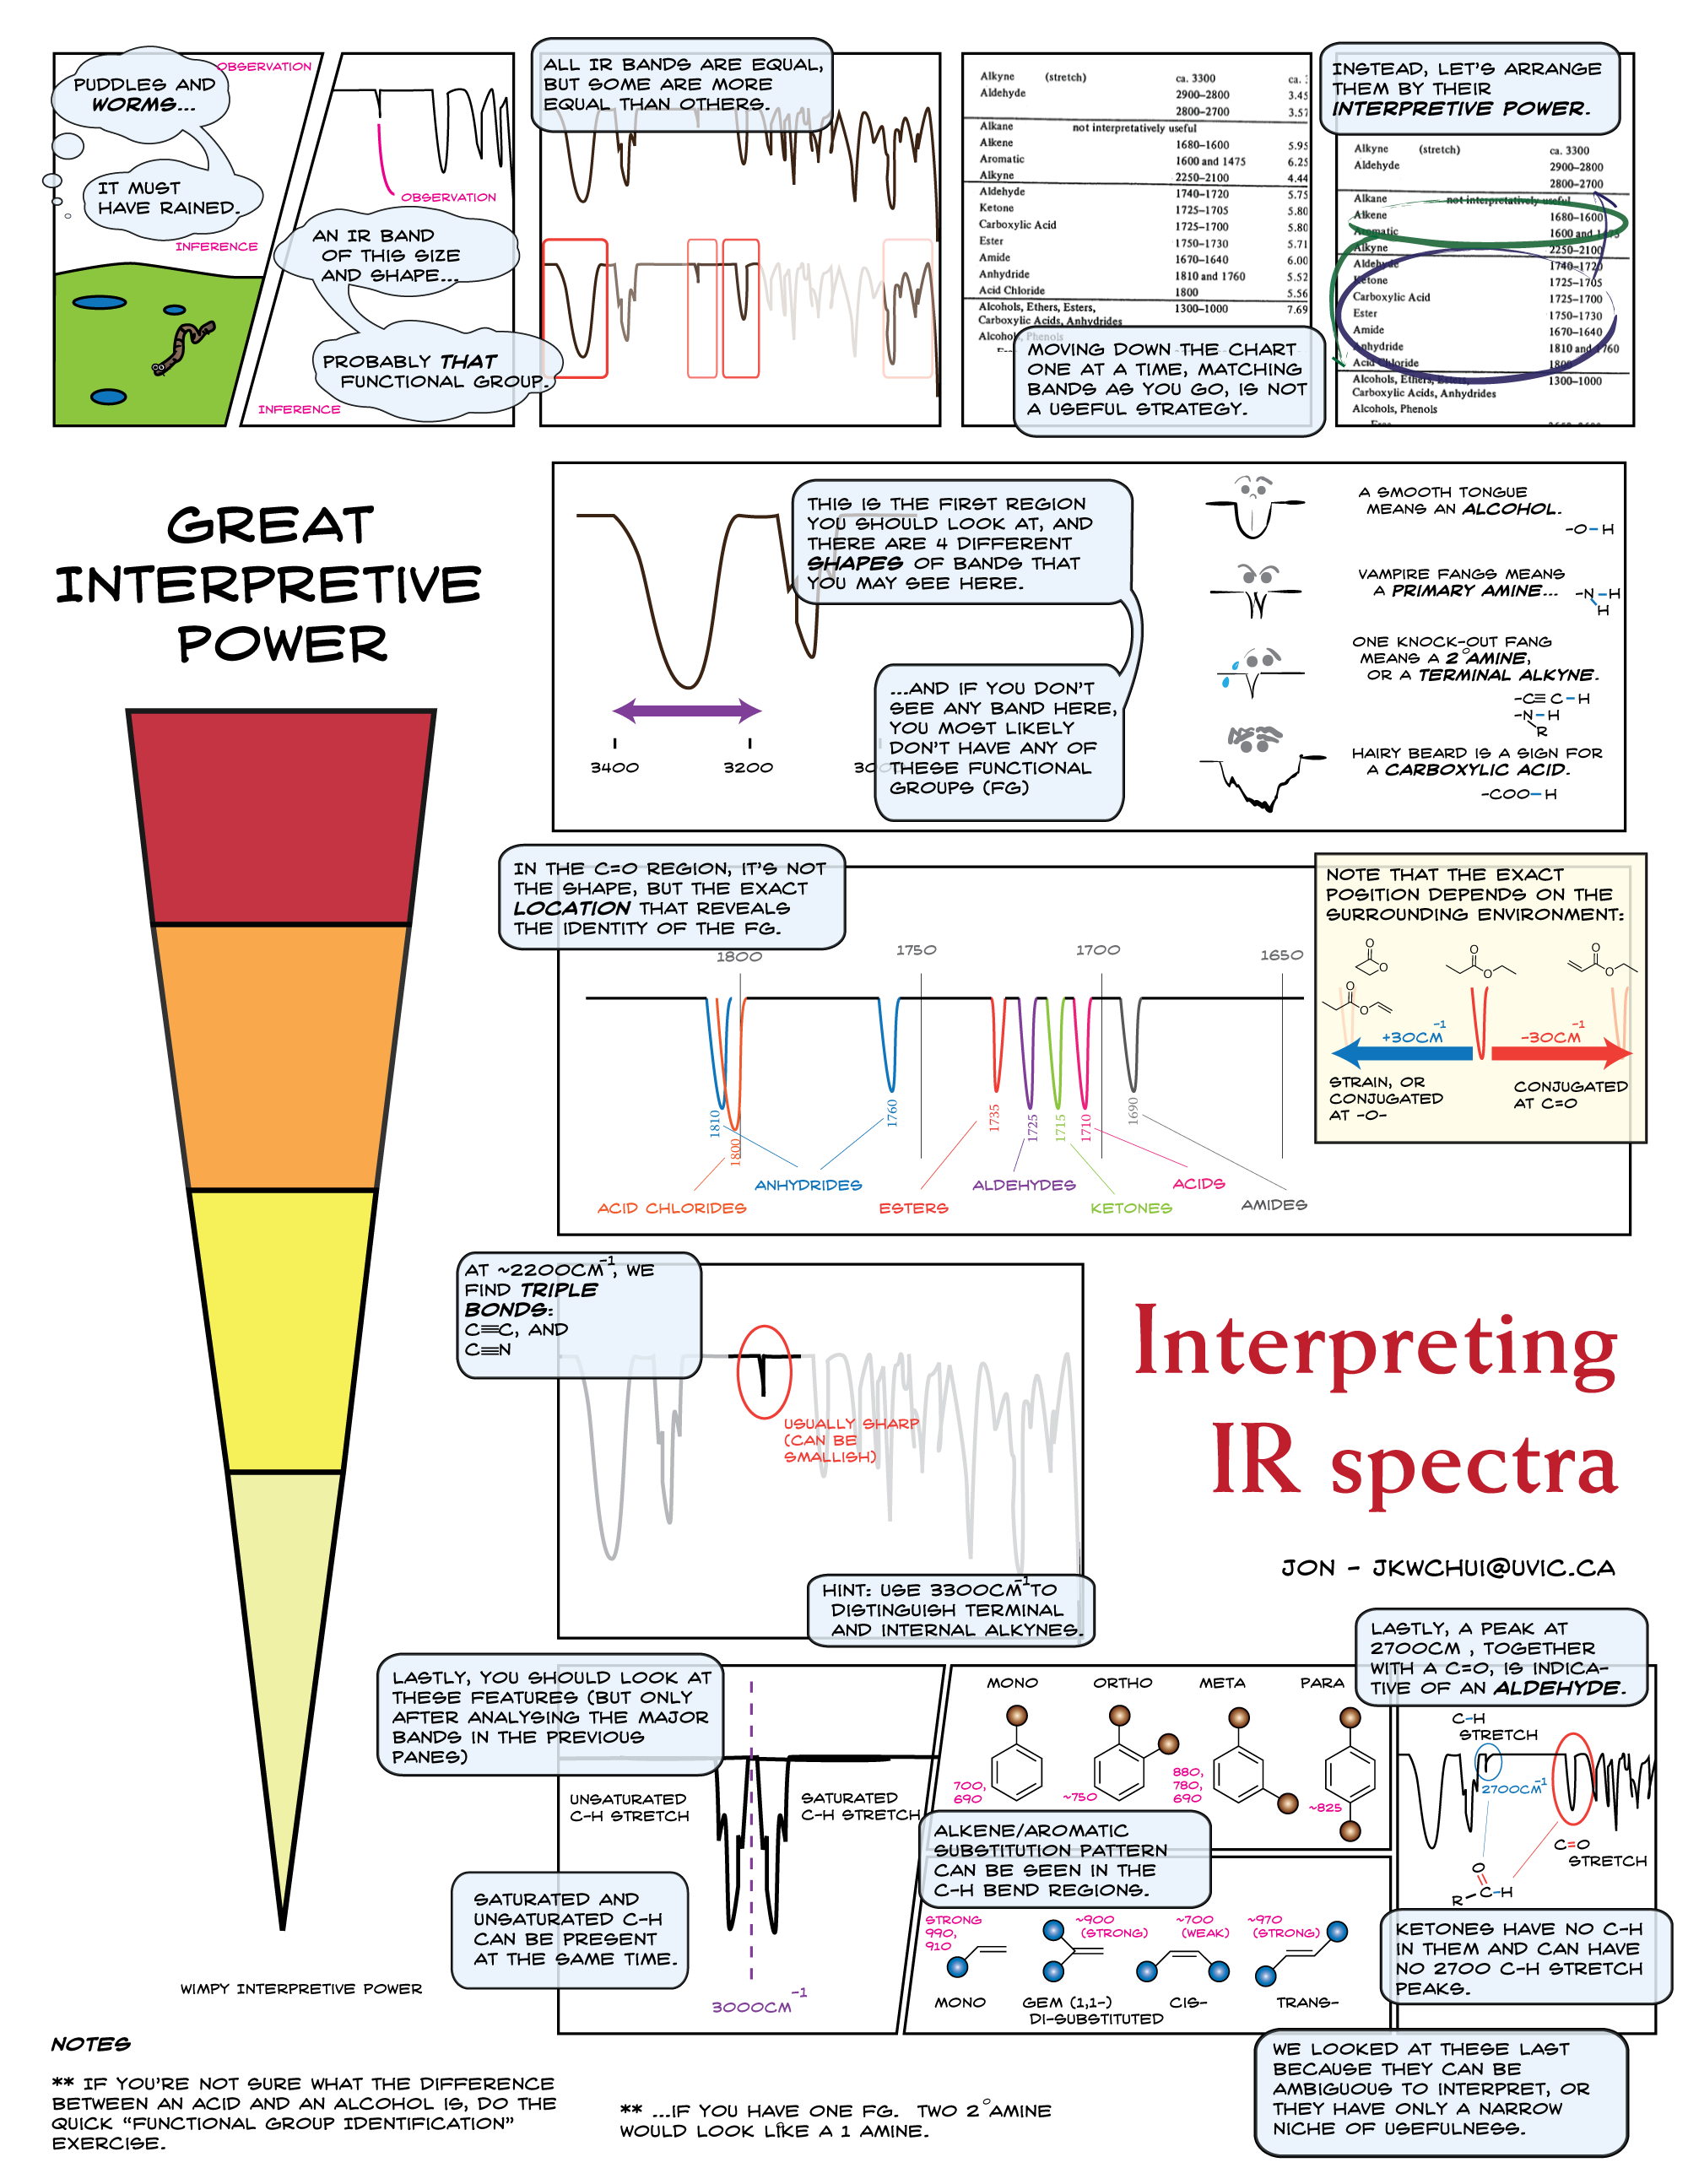 PUDDLES AND
WORMS...
OBSERVATION
IT MUST
HAVE RAINED.
INFERENCE
OBSERVATION
AN IR BAND
OF THIS SIZE
AND SHAPE...
PROBABLY THAT
FUNCTIONAL GROUP.
INFERENCE
ALL IR BANDS ARE EQUAL,
BUT SOME ARE MORE
EQUAL THAN OTHERS.
Alkyne (stretch) ca. 3300 ca.
Aldehyde 2900–2800 3.45
2800–2700 3.57
Alkane not interpretatively useful
Alkene 1680–1600 5.95
Aromatic 1600 and 1475 6.25
Alkyne 2250–2100 4.44
Aldehyde 1740–1720 5.75
Ketone 1725–1705 5.80
Carboxylic Acid 1725–1700 5.80
Ester 1750–1730 5.71
Amide 1670–1640 6.00
Anhydride 1810 and 1760 5.52
Acid Chloride 1800 5.56
Alcohols, Ethers, Esters, 1300–1000 7.69
Carboxylic Acids, Anhydrides
Alcohols, Phenols
MOVING DOWN THE CHART
ONE AT A TIME, MATCHING
BANDS AS YOU GO, IS NOT
A USEFUL STRATEGY.
INSTEAD, LET'S ARRANGE
THEM BY THEIR
INTERPRETIVE POWER.
Alkyne (stretch) ca. 3300
Aldehyde 2900–2800
2800–2700
Alkane not interpretatively useful
Alkene 1680–1600
Aromatic 1600 and 1475
Alkyne 2250–2100
Aldehyde 1740–1720
Ketone 1725–1705
Carboxylic Acid 1725–1700
Ester 1750–1730
Amide 1670–1640
Anhydride 1810 and 1760
Acid Chloride 1800
Alcohols, Ethers, Esters, 1300–1000
Carboxylic Acids, Anhydrides
Alcohols, Phenols
GREAT
INTERPRETIVE
POWER
THIS IS THE FIRST REGION
YOU SHOULD LOOK AT, AND
THERE ARE 4 DIFFERENT
SHAPES OF BANDS THAT
YOU MAY SEE HERE.
...AND IF YOU DON'T
SEE ANY BAND HERE,
YOU MOST LIKELY
DON'T HAVE ANY OF
THESE FUNCTIONAL
GROUPS (FG)
3400 3200 3000
A SMOOTH TONGUE
MEANS AN ALCOHOL.
-O-H
VAMPIRE FANGS MEANS
A PRIMARY AMINE...
-N-H
H
ONE KNOCK-OUT FANG
MEANS A 2°AMINE,
OR A TERMINAL ALKYNE.
-C≡C-H
-N-H
R
HAIRY BEARD IS A SIGN FOR
A CARBOXYLIC ACID.
-COO-H
IN THE C=O REGION, IT'S NOT
THE SHAPE, BUT THE EXACT
LOCATION THAT REVEALS
THE IDENTITY OF THE FG.
1800 1750 1700 1650
1810
1800
1760
1735
1725
1715
1710
1690
ACID CHLORIDES
ANHYDRIDES
ESTERS
ALDEHYDES
KETONES
ACIDS
AMIDES
NOTE THAT THE EXACT
POSITION DEPENDS ON THE
SURROUNDING ENVIRONMENT:
O O O
O O O
O
O
+30CM-1 -30CM-1
STRAIN, OR
CONJUGATED
AT -O-
CONJUGATED
AT C=O
AT ~2200CM-1, WE
FIND TRIPLE
BONDS:
C≡C, AND
C≡N
USUALLY SHARP
(CAN BE
SMALLISH)
HINT: USE 3300CM-1TO
DISTINGUISH TERMINAL
AND INTERNAL ALKYNES.
Interpreting
IR spectra
JON - JKWCHUI@UVIC.CA
LASTLY, YOU SHOULD LOOK AT
THESE FEATURES (BUT ONLY
AFTER ANALYSING THE MAJOR
BANDS IN THE PREVIOUS
PANES)
UNSATURATED
C-H STRETCH
SATURATED
C-H STRETCH
SATURATED AND
UNSATURATED C-H
CAN BE PRESENT
AT THE SAME TIME.
3000CM-1
MONO ORTHO META PARA
700,
690
~750
880,
780,
690
~825
ALKENE/AROMATIC
SUBSTITUTION PATTERN
CAN BE SEEN IN THE
C-H BEND REGIONS.
STRONG
990,
910
~900
(STRONG)
~700
(WEAK)
~970
(STRONG)
MONO
GEM (1,1-)
DI-SUBSTITUTED
CIS-
TRANS-
LASTLY, A PEAK AT
2700CM , TOGETHER
WITH A C=O, IS INDICA-
TIVE OF AN ALDEHYDE.
C-H
STRETCH
2700CM-1
C=O
STRETCH
O
R-C-H
KETONES HAVE NO C-H
IN THEM AND CAN HAVE
NO 2700 C-H STRETCH
PEAKS.
WE LOOKED AT THESE LAST
BECAUSE THEY CAN BE
AMBIGUOUS TO INTERPRET, OR
THEY HAVE ONLY A NARROW
NICHE OF USEFULNESS.
WIMPY INTERPRETIVE POWER
NOTES
** IF YOU'RE NOT SURE WHAT THE DIFFERENCE
BETWEEN AN ACID AND AN ALCOHOL IS, DO THE
QUICK "FUNCTIONAL GROUP IDENTIFICATION"
EXERCISE.
** ...IF YOU HAVE ONE FG. TWO 2°AMINE
WOULD LOOK LIKE A 1°AMINE.